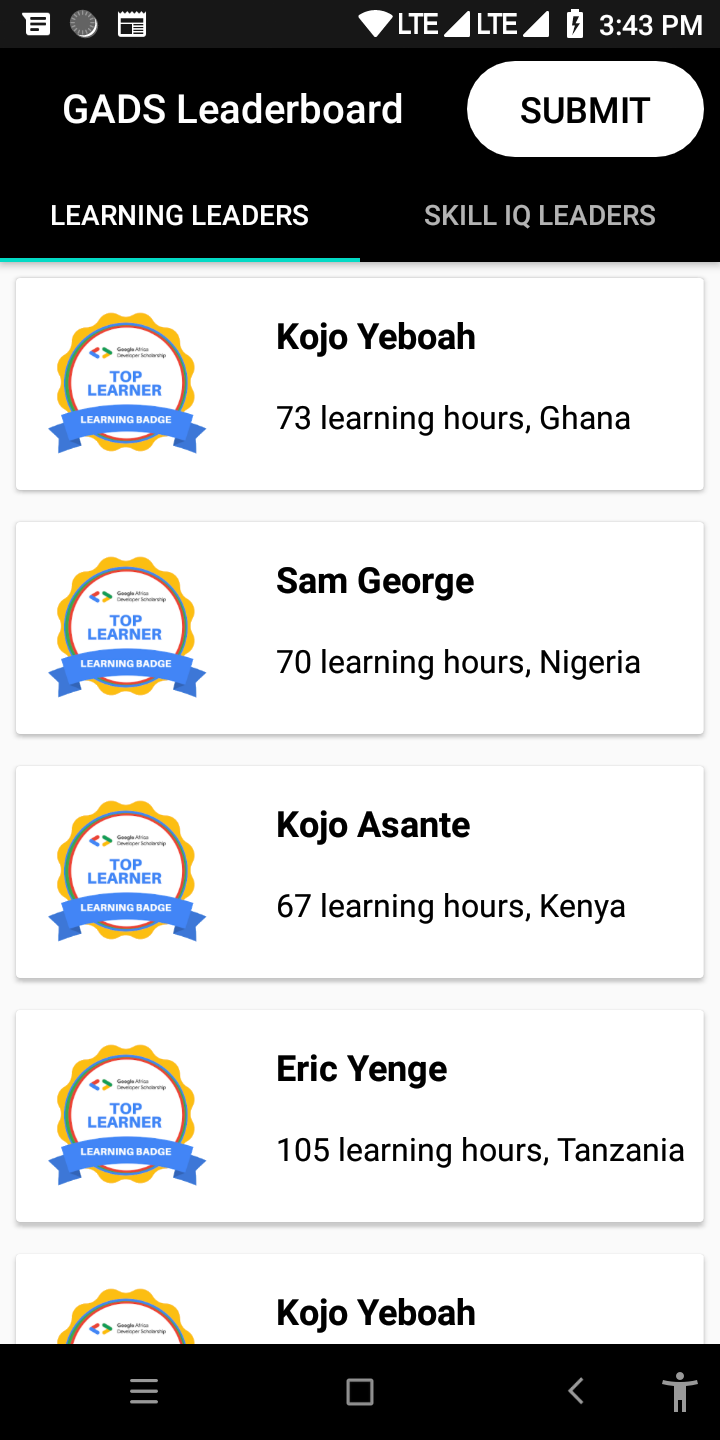 LTE LTE 3:43 PM
GADS Leaderboard
SUBMIT
LEARNING LEADERS
SKILL IQ LEADERS
Google Africa
Developer Scholarship
TOP
LEARNER
LEARNING BADGE
Kojo Yeboah
73 learning hours, Ghana
Google Africa
Developer Scholarship
TOP
LEARNER
LEARNING BADGE
Sam George
70 learning hours, Nigeria
Google Africa
Developer Scholarship
TOP
LEARNER
LEARNING BADGE
Kojo Asante
67 learning hours, Kenya
Google Africa
Developer Scholarship
TOP
LEARNER
LEARNING BADGE
Eric Yenge
105 learning hours, Tanzania
Google Africa
Developer Scholarship
Kojo Yeboah